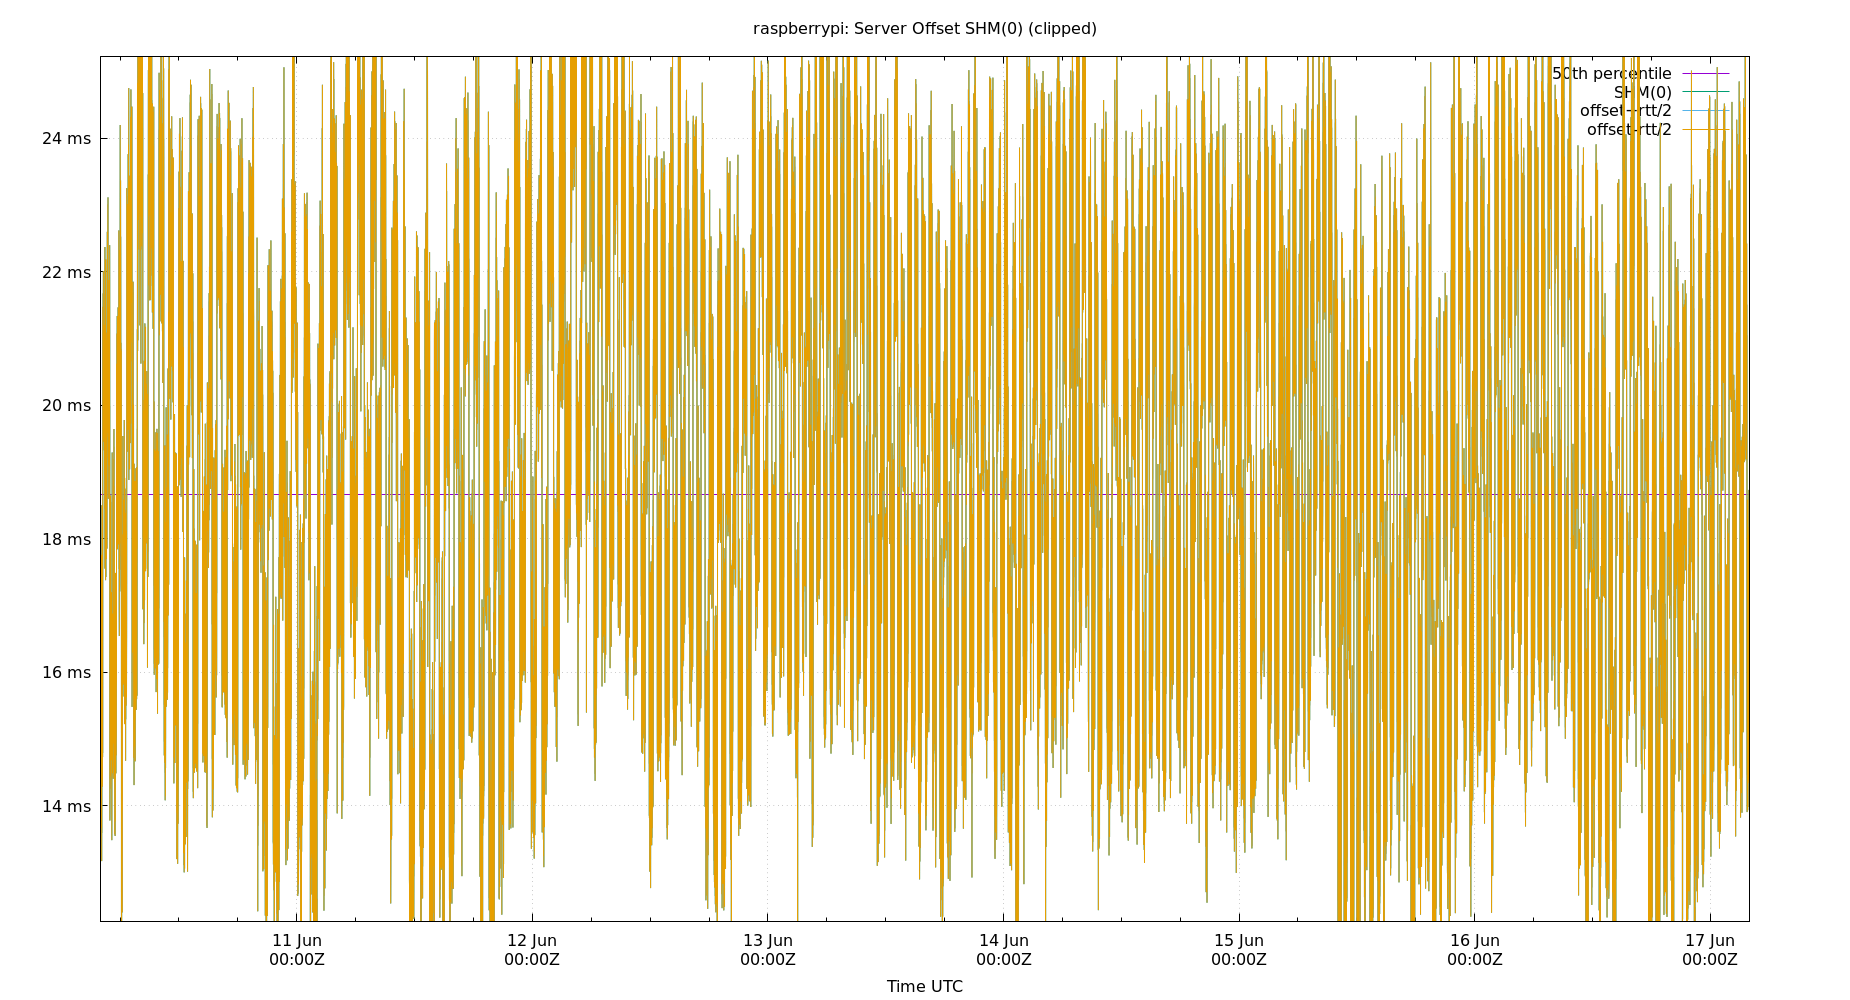 raspberrypi: Server Offset SHM(0) (clipped)
50th percentile
SHM(0)
offset+rtt/2
offset-rtt/2
24 ms
22 ms
20 ms
18 ms
16 ms
14 ms
11 Jun 12 Jun 13 Jun 14 Jun 15 Jun 16 Jun 17 Jun
00:00Z 00:00Z 00:00Z 00:00Z 00:00Z 00:00Z 00:00Z
Time UTC